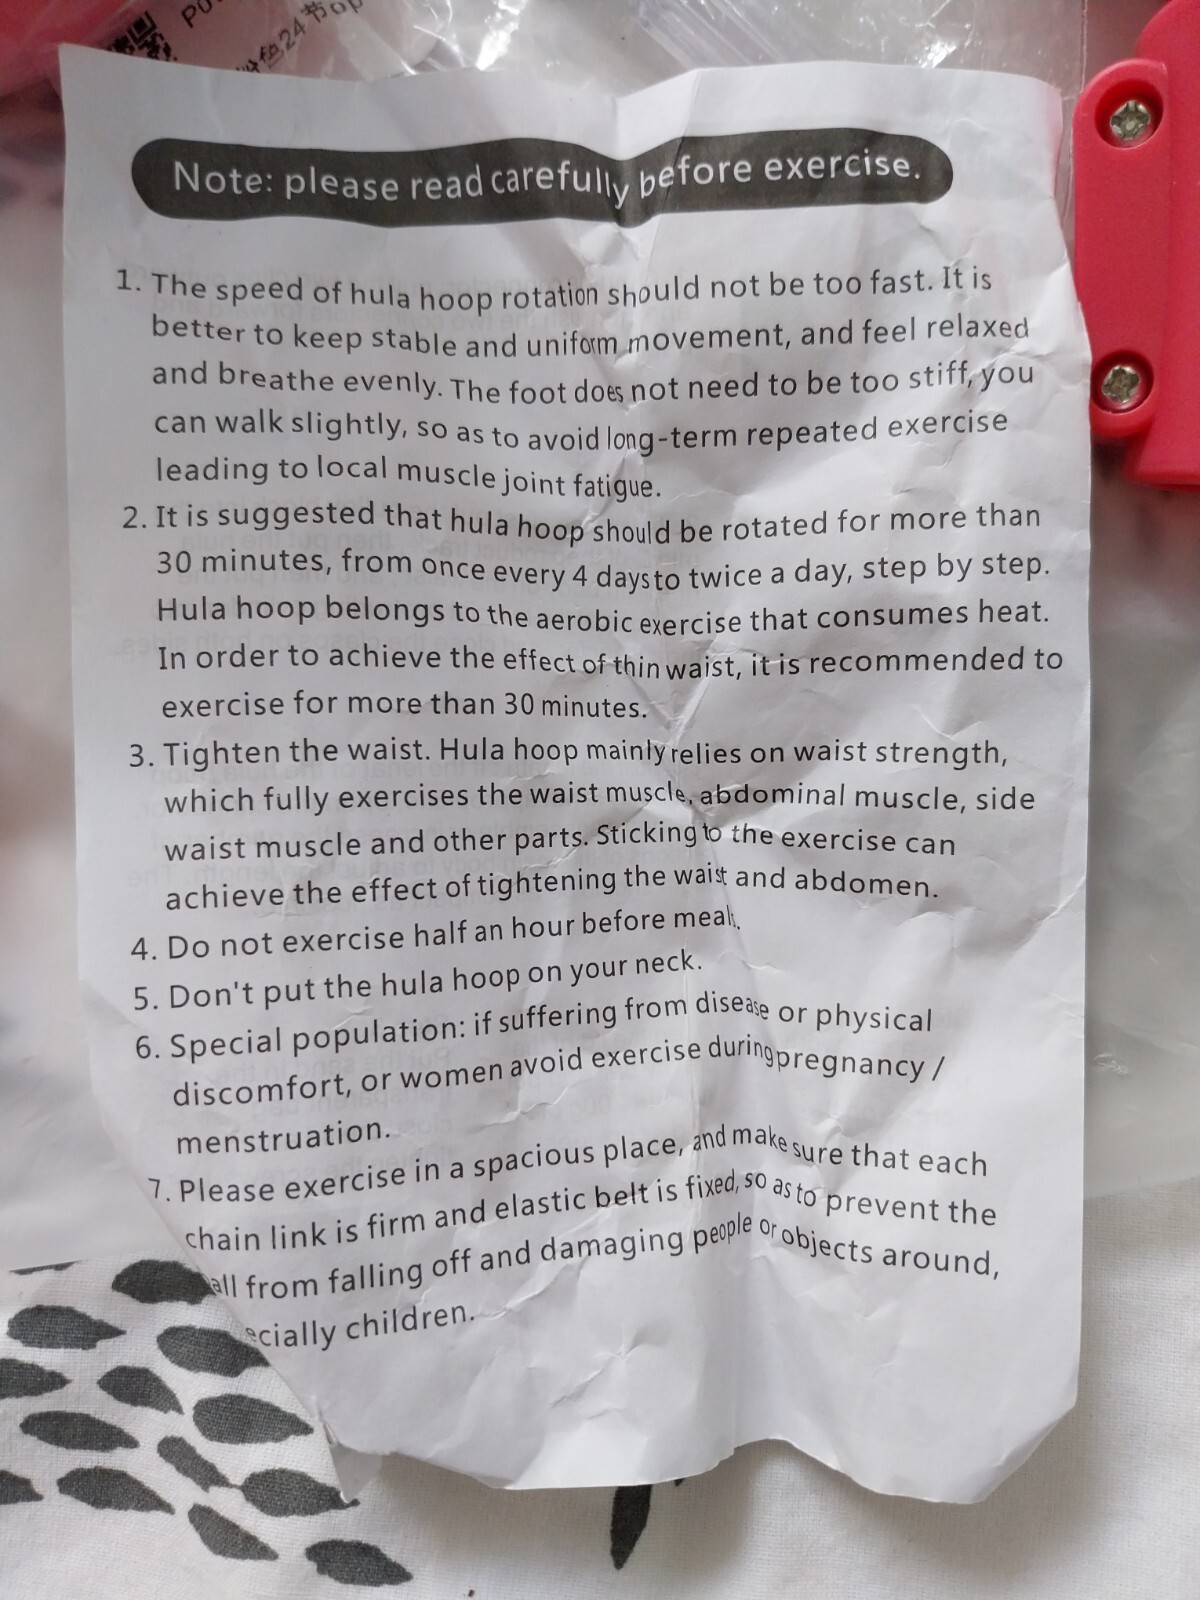 色24节op
Note: please read carefully before exercise.
1. The speed of hula hoop rotation should not be too fast. It is
better to keep stable and uniform movement, and feel relaxed
and breathe evenly. The foot does not need to be too stiff, you
can walk slightly, so as to avoid long-term repeated exercise
leading to local muscle joint fatigue.
2. It is suggested that hula hoop should be rotated for more than
30 minutes, from once every 4 days to twice a day, step by step.
Hula hoop belongs to the aerobic exercise that consumes heat.
In order to achieve the effect of thin waist, it is recommended to
exercise for more than 30 minutes.
3. Tighten the waist. Hula hoop mainly relies on waist strength,
which fully exercises the waist muscle, abdominal muscle, side
waist muscle and other parts. Sticking to the exercise can
achieve the effect of tightening the waist and abdomen.
4. Do not exercise half an hour before meal.
5. Don't put the hula hoop on your neck.
6. Special population: if suffering from disease or physical
discomfort, or women avoid exercise during pregnancy /
menstruation.
7. Please exercise in a spacious place, and make sure that each
chain link is firm and elastic belt is fixed, so as to prevent the
all from falling off and damaging people or objects around,
ecially children.